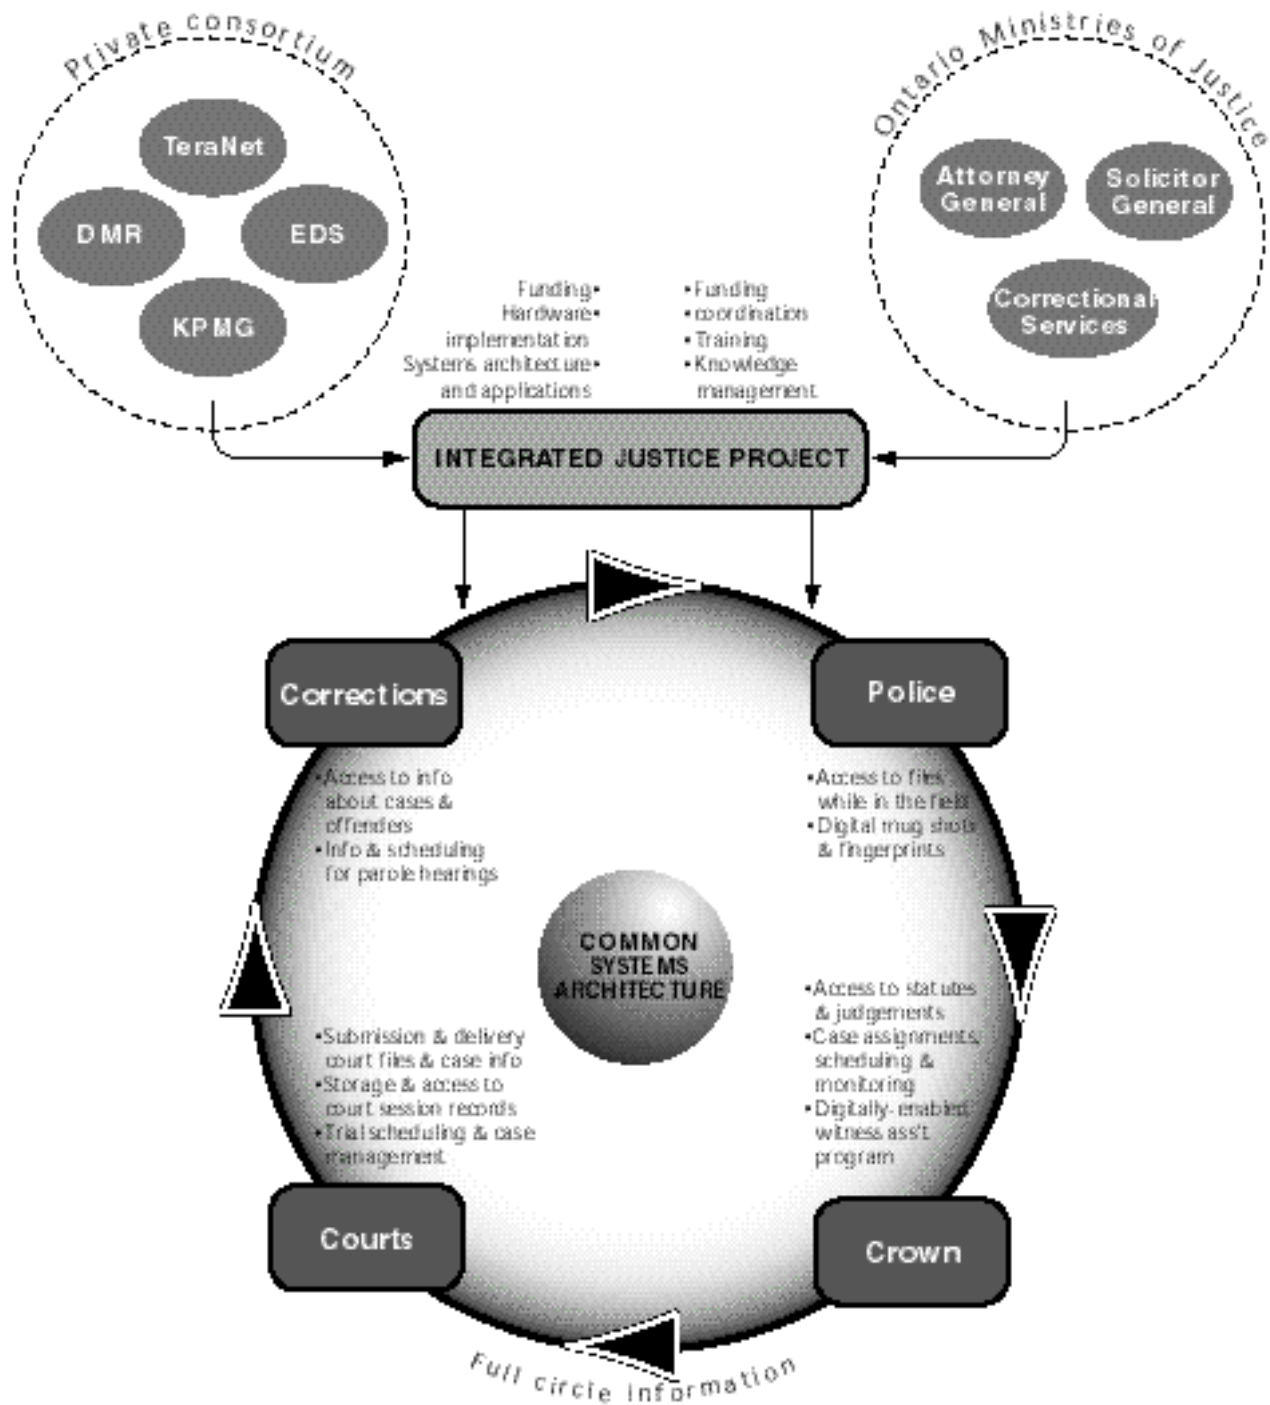 Private consortium
TeraNet
DMR
EDS
KPMG
Ontario Ministries of Justice
Attorney
General
Solicitor
General
Correctional
Services
Funding•
Hardware•
implementation
Systems architecture•
and applications
•Funding
•coordination
•Training
•Knowledge
management
INTEGRATED JUSTICE PROJECT
Corrections
•Access to info
about cases &
offenders
•Info & scheduling
for parole hearings
Police
•Access to files
while in the field
•Digital mug shots
& fingerprints
COMMON
SYSTEMS
ARCHITECTURE
•Submission & delivery
court files & case info
•Storage & access to
court session records
•Trial scheduling & case
management
Courts
•Access to statutes
& judgements
•Case assignments,
scheduling &
monitoring
•Digitally-enabled
witness ass't
program
Crown
Full circle information